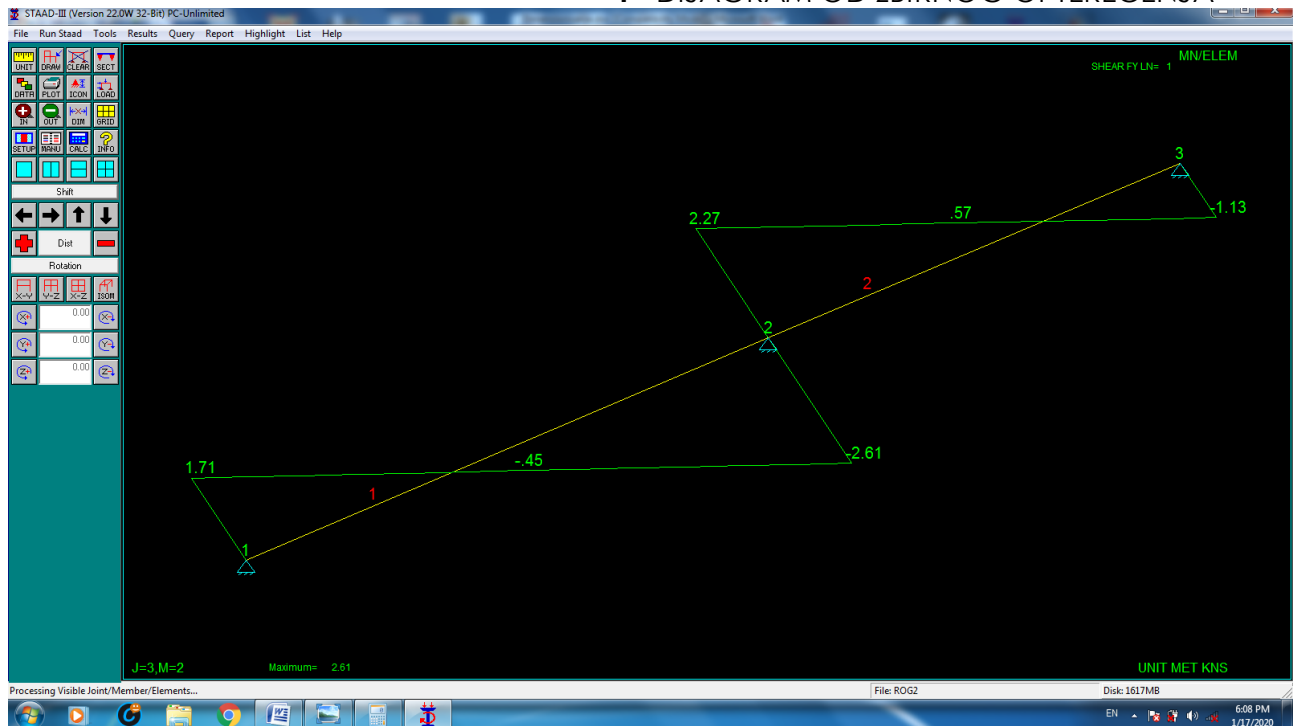 DIJAGRAM OD ZBIRNOG OPTEREĆENJA
STAAD-III (Version 22.0W 32-Bit) PC-Unlimited
File Run Staad Tools Results Query Report Highlight List Help
UNIT DRAW CLEAR SECT
DATA PLOT ICON LOAD
IN OUT DIM GRID
SETUP MANU CALC INFO
Shift
Dist
Rotation
X-Y Y-Z X-Z ISOM
X+ 0.00 X-
Y+ 0.00 Y-
Z+ 0.00 Z-
MN/ELEM
SHEAR FY LN= 1
3
-1.13
.57
2.27
2
2
-2.61
-.45
1.71
1
1
J=3,M=2 Maximum= 2.61 UNIT MET KNS
Processing Visible Joint/Member/Elements... File: ROG2 Disk: 1617MB
EN 6:08 PM
1/17/2020